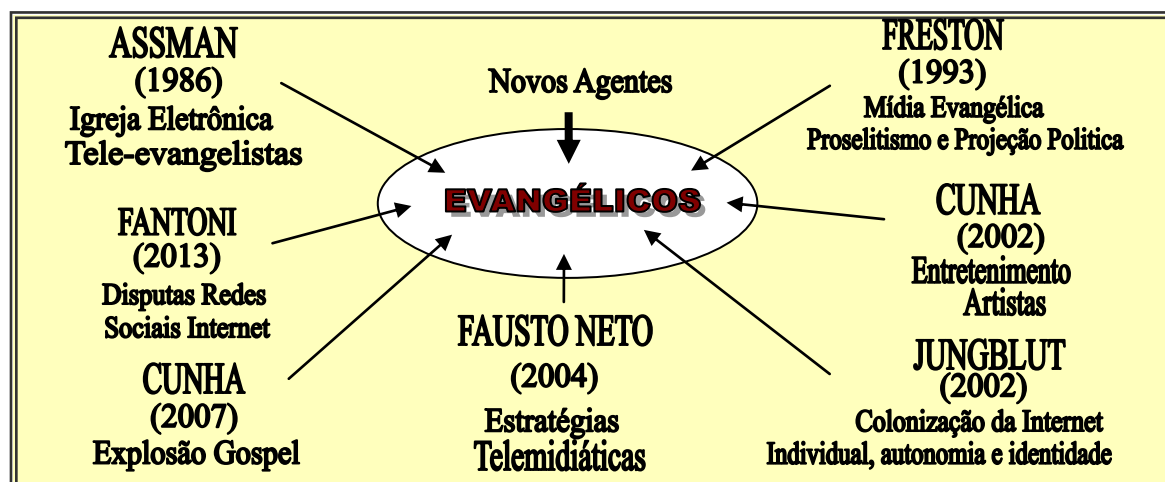 ASSMAN
(1986)
Igreja Eletrônica
Tele-evangelistas
Novos Agentes
FRESTON
(1993)
Mídia Evangélica
Proselitismo e Projeção Politica
EVANGÉLICOS
FANTONI
(2013)
Disputas Redes
Sociais Internet
CUNHA
(2002)
Entretenimento
Artistas
CUNHA
(2007)
Explosão Gospel
FAUSTO NETO
(2004)
Estratégias
Telemidiáticas
JUNGBLUT
(2002)
Colonização da Internet
Individual, autonomia e identidade